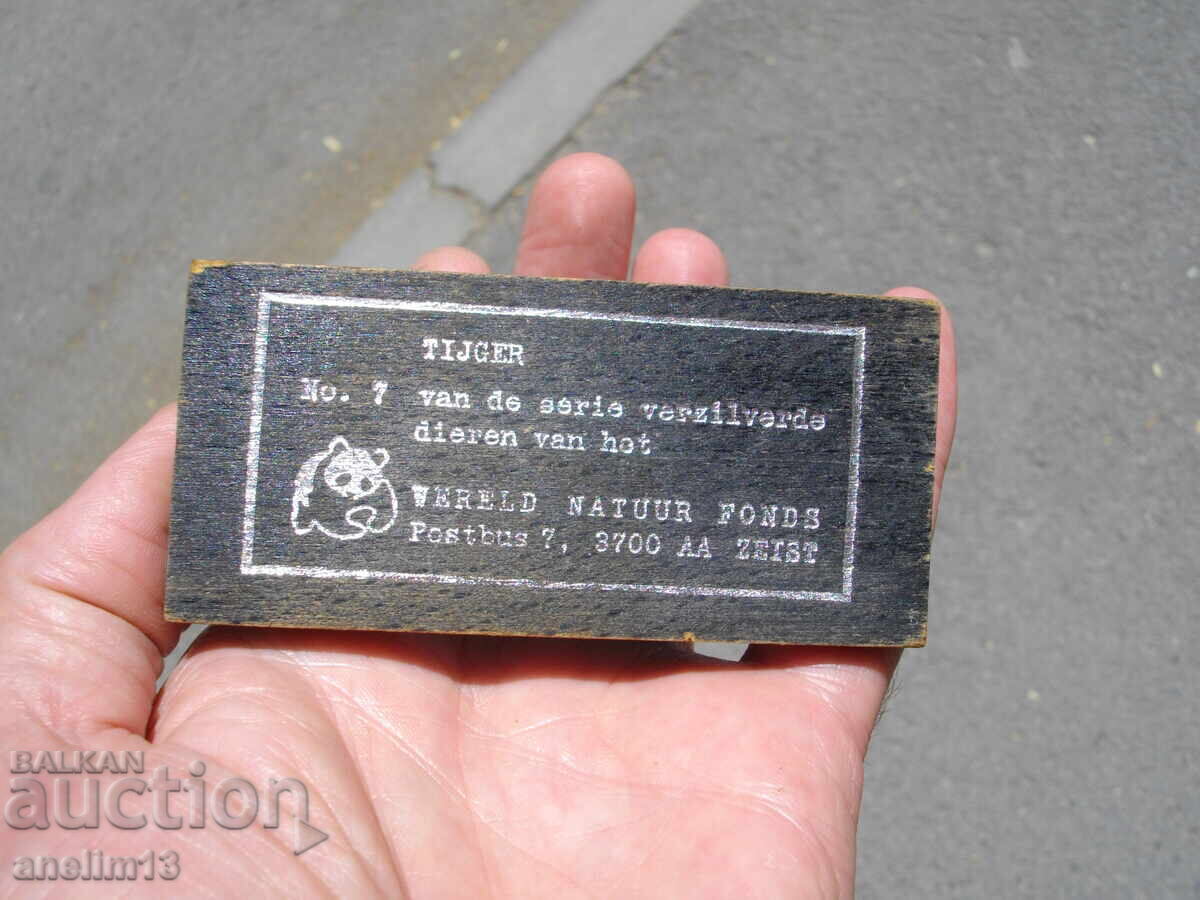 TIJGER
No. 7 van de serie verzilverde
dieren van het
WERELD NATUUR FONDS
Postbus 7, 3700 AA ZEIST
BALKAN
auction
anelim13